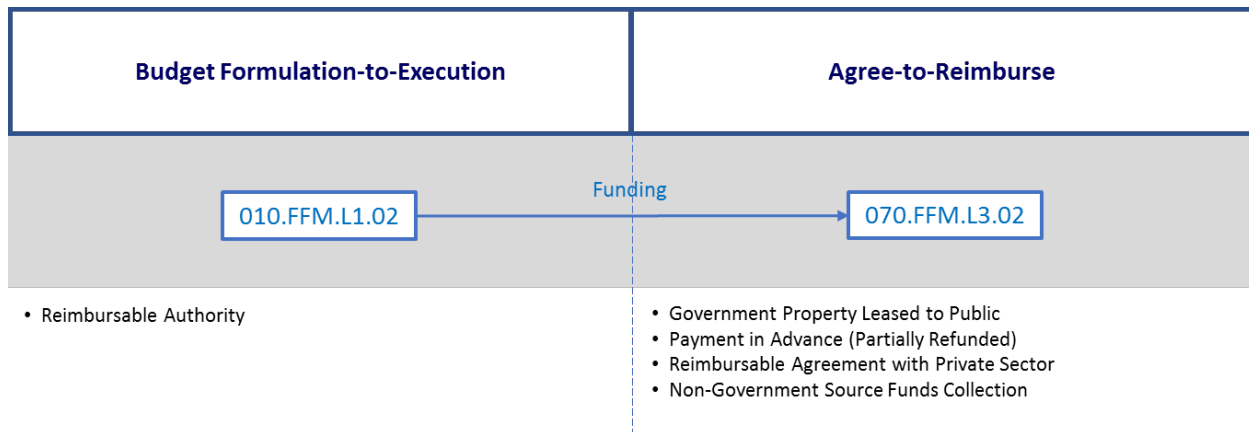 Budget Formulation-to-Execution
Agree-to-Reimburse
Funding
010.FFM.L1.02
070.FFM.L3.02
• Reimbursable Authority
• Government Property Leased to Public
• Payment in Advance (Partially Refunded)
• Reimbursable Agreement with Private Sector
• Non-Government Source Funds Collection